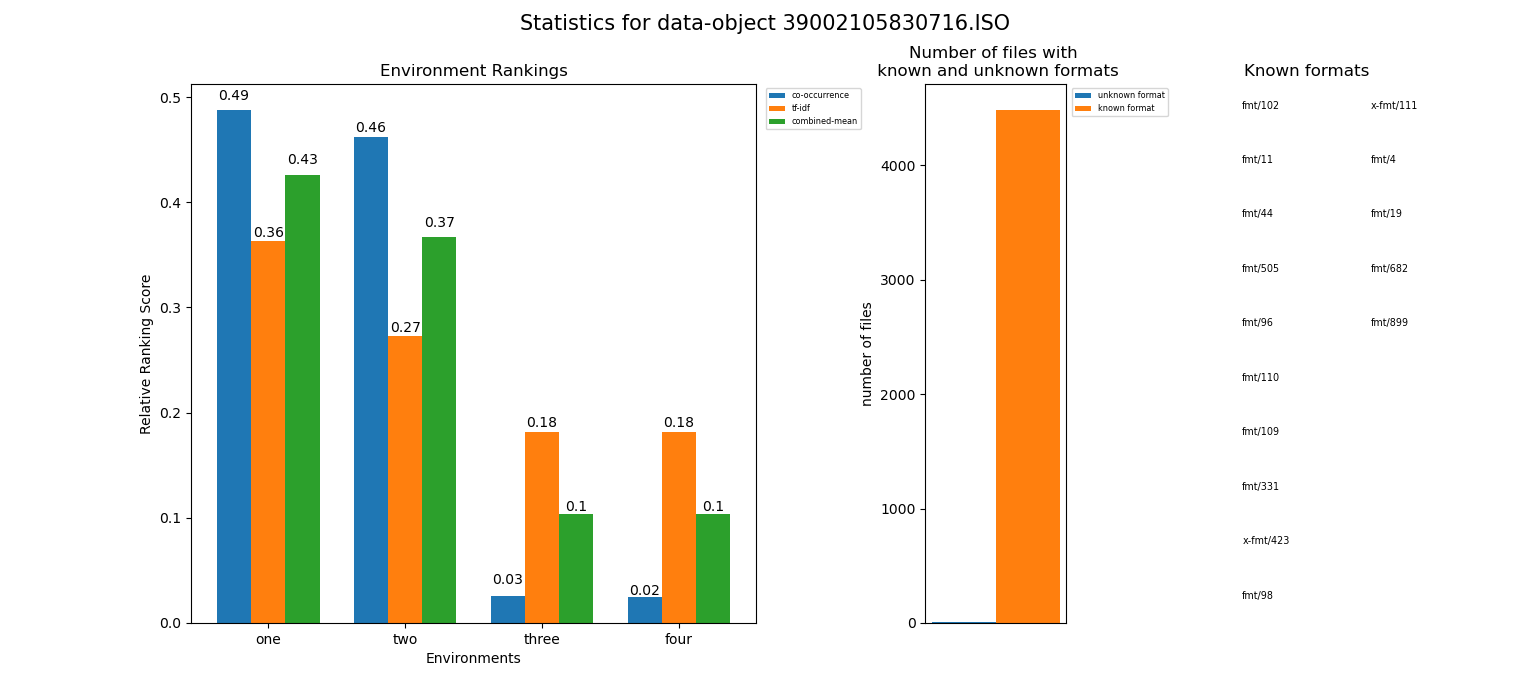 Statistics for data-object 39002105830716.ISO
Environment Rankings
Relative Ranking Score
0.5
0.4
0.3
0.2
0.1
0.0
0.49
0.36
0.43
0.46
0.27
0.37
0.03
0.18
0.1
0.02
0.18
0.1
one two three four
Environments
co-occurrence
tf-idf
combined-mean
Number of files with
known and unknown formats
number of files
4000
3000
2000
1000
0
unknown format
known format
Known formats
fmt/102 x-fmt/111
fmt/11 fmt/4
fmt/44 fmt/19
fmt/505 fmt/682
fmt/96 fmt/899
fmt/110
fmt/109
fmt/331
x-fmt/423
fmt/98